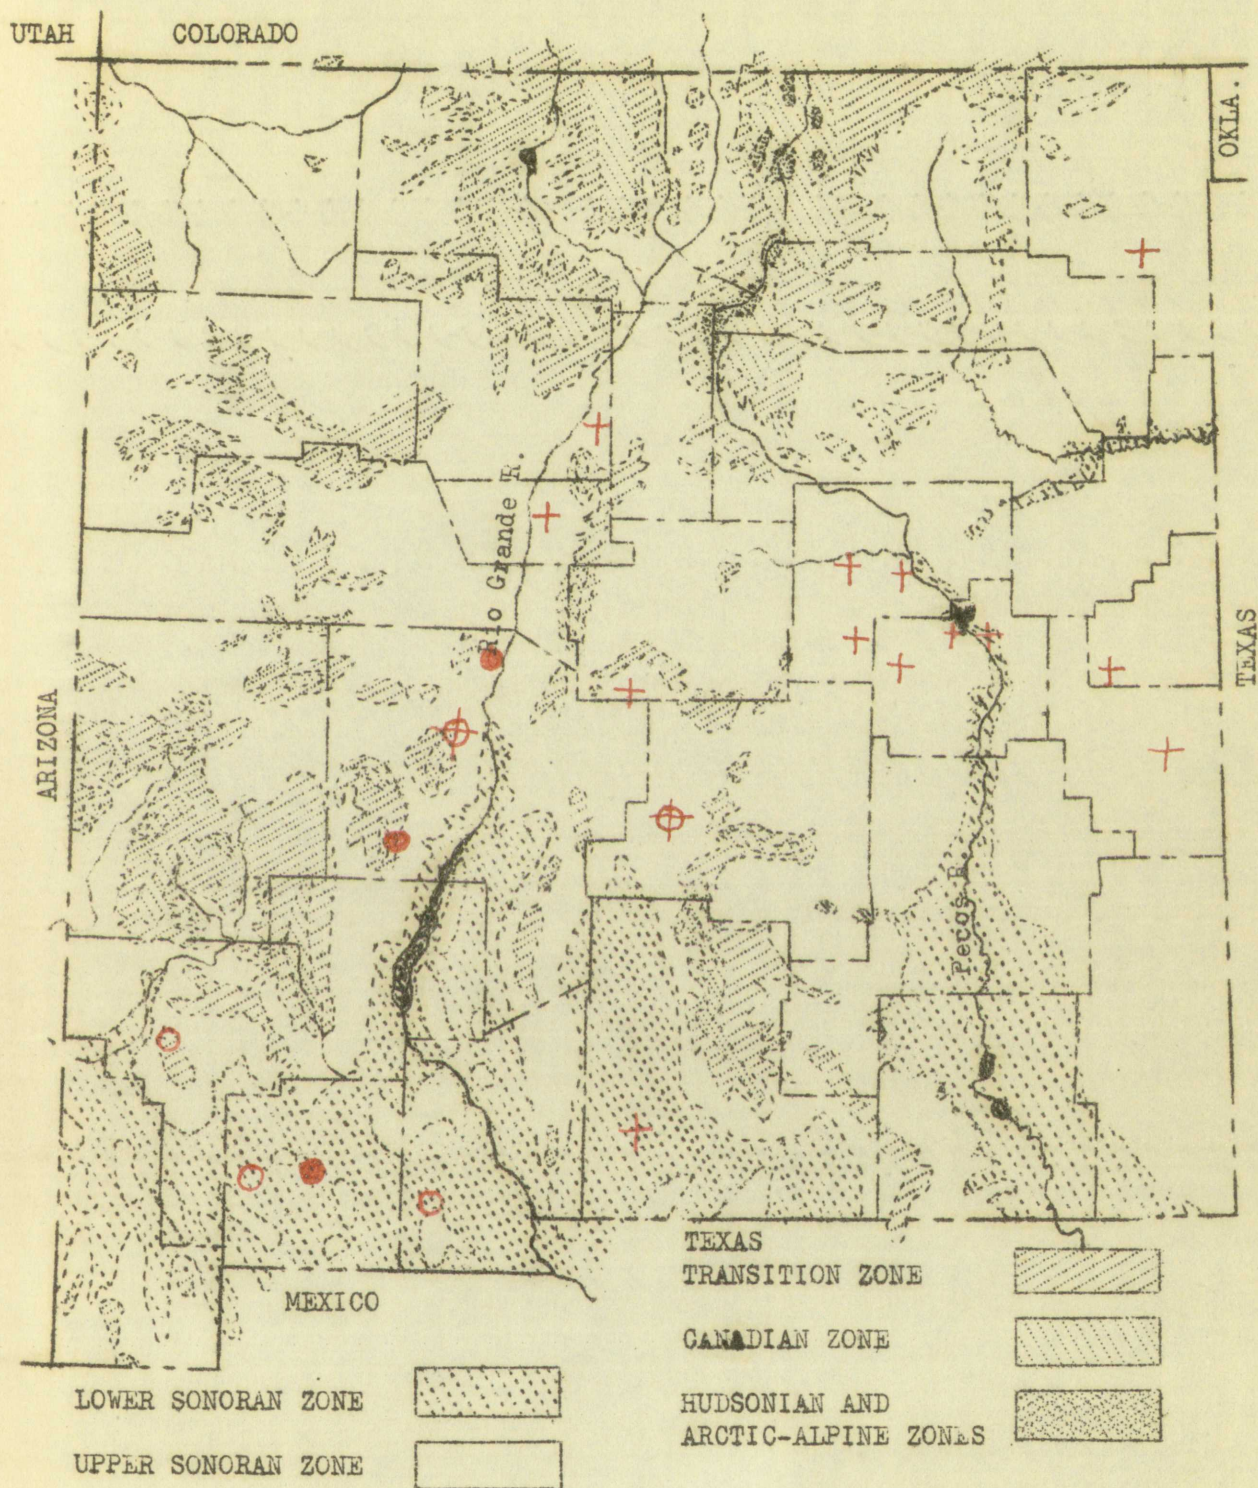 UTAH
COLORADO
OKLA.
Rio Grande R.
TEXAS
ARIZONA
Pecos R.
TEXAS
TRANSITION ZONE
MEXICO
CANADIAN ZONE
LOWER SONORAN ZONE
HUDSONIAN AND
ARCTIC-ALPINE ZONES
UPPER SONORAN ZONE